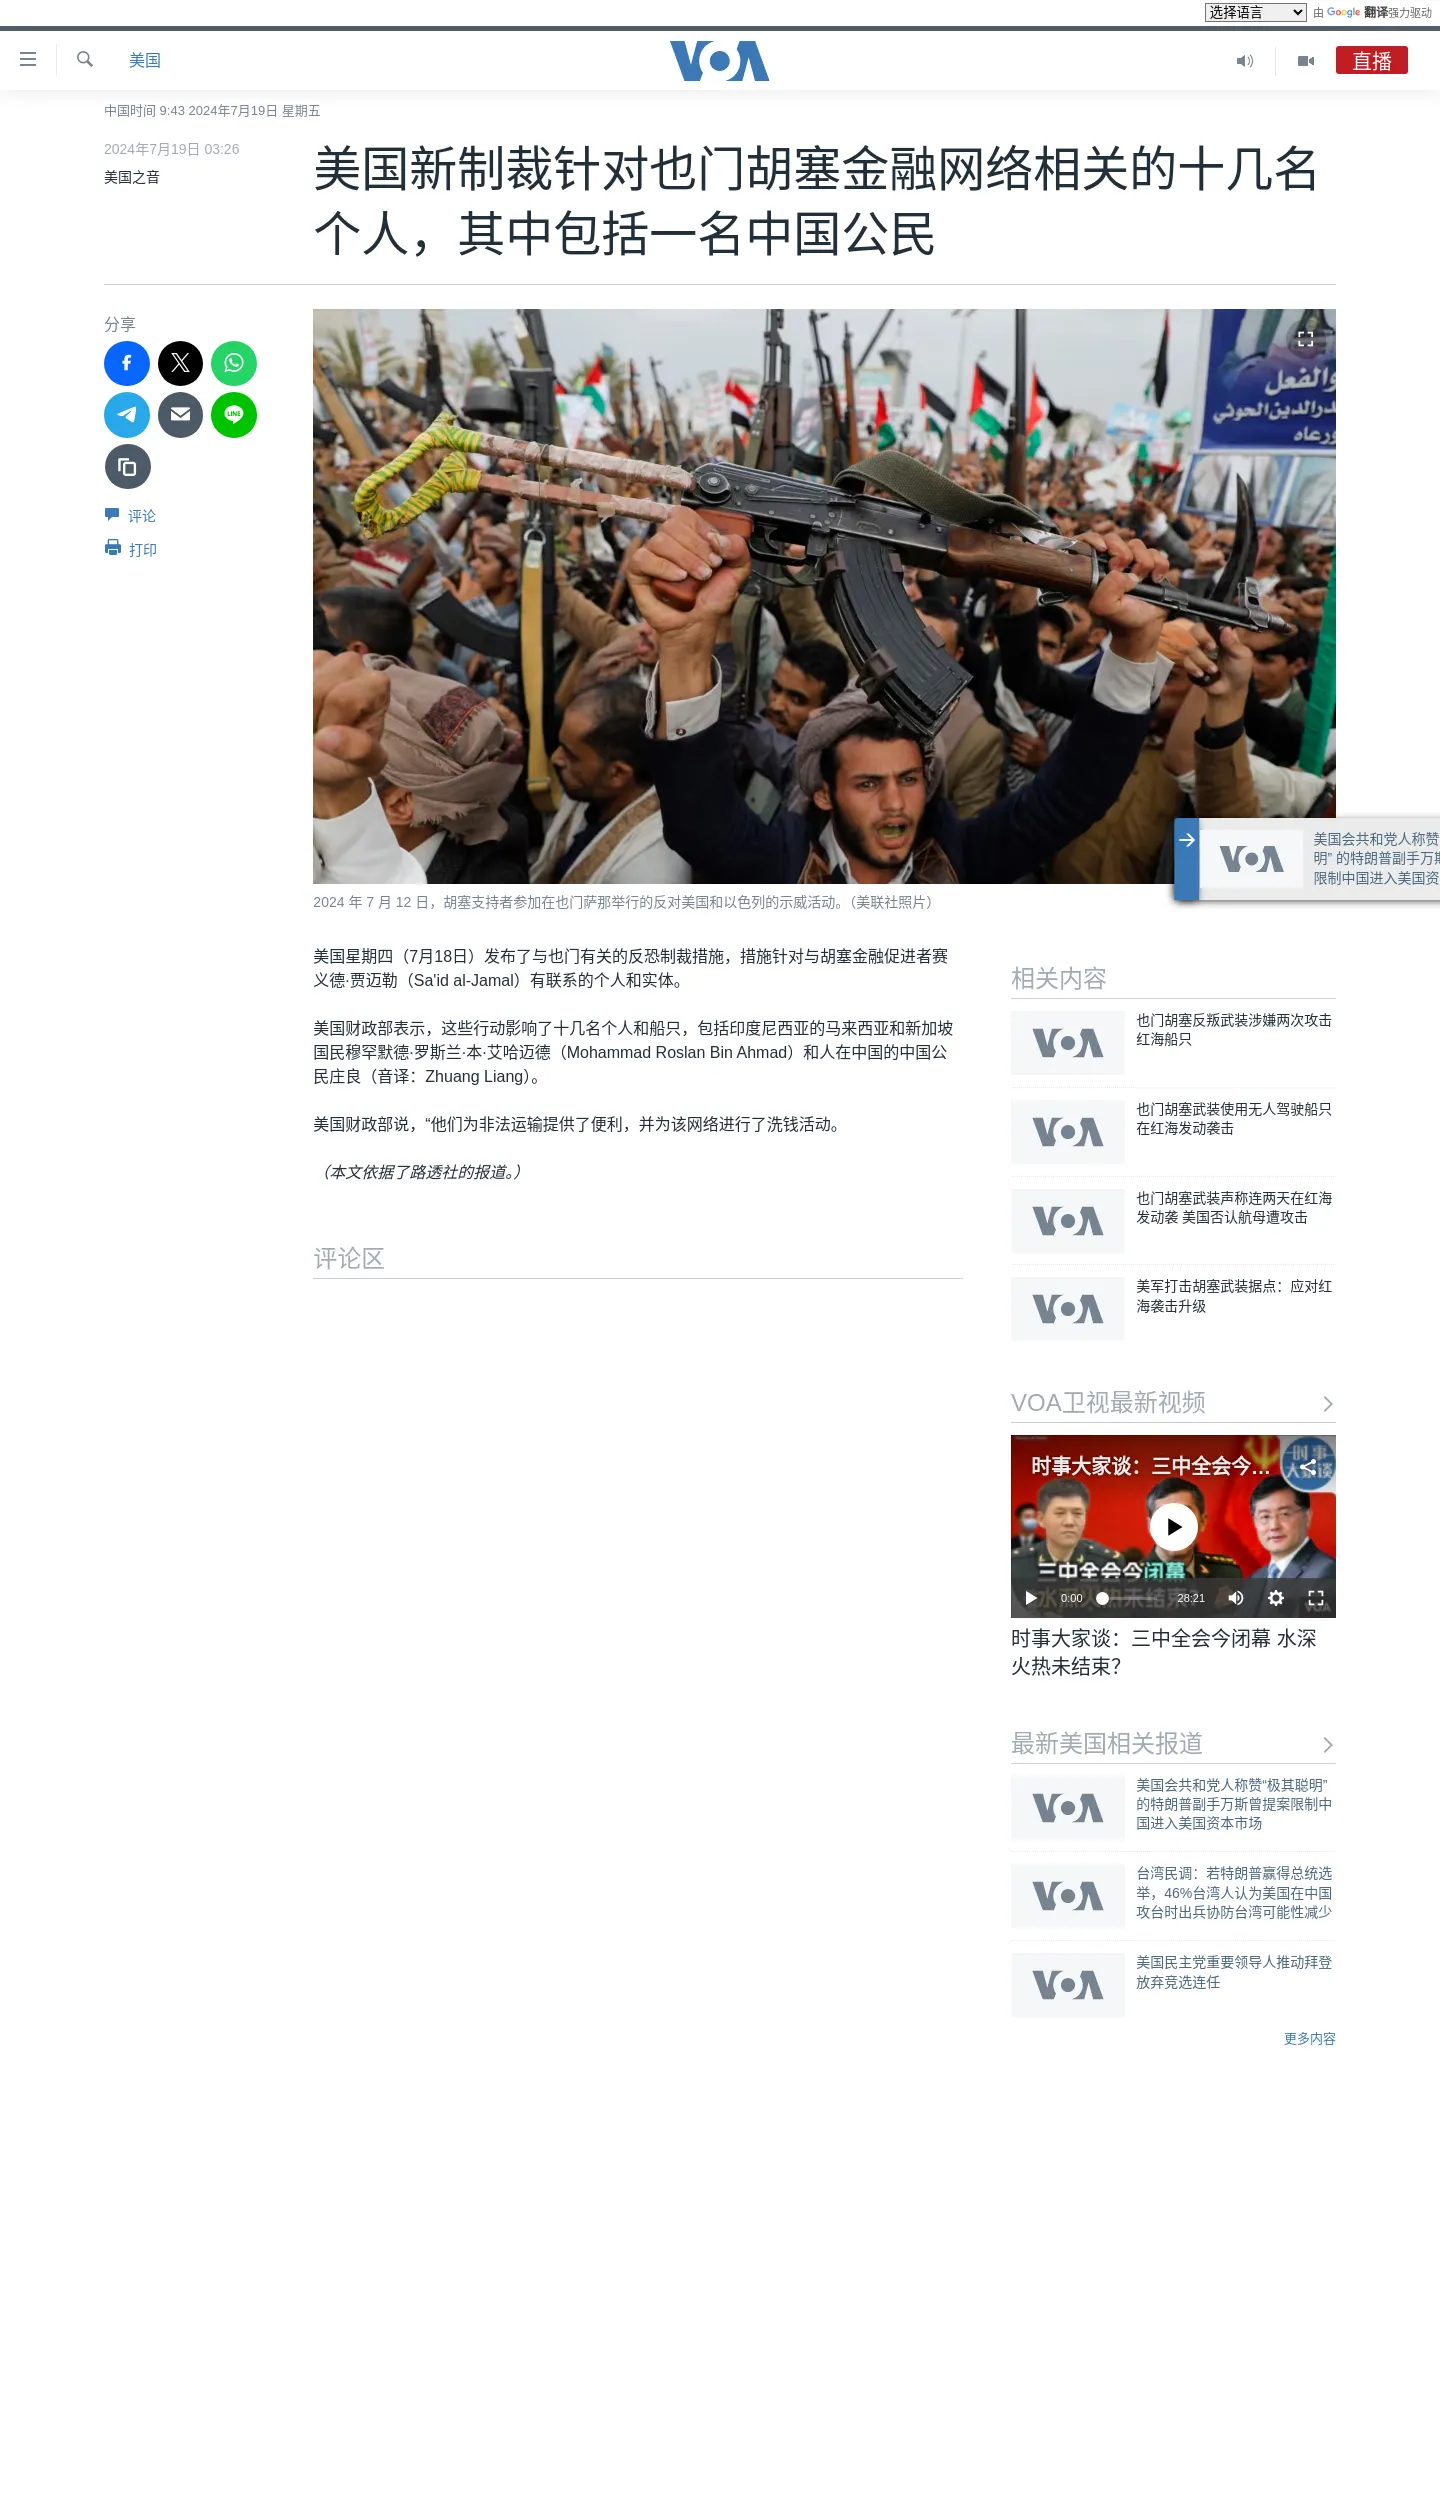 选择语言
由 Google 翻译强力驱动
美国
VOA
直播
中国时间 9:43 2024年7月19日 星期五
2024年7月19日 03:26
美国之音
美国新制裁针对也门胡塞金融网络相关的十几名
个人，其中包括一名中国公民
分享
LINE
评论
打印
والفعل
درالدين الحوثي
ورعاه
美国会共和党人称赞
明” 的特朗普副手万斯
限制中国进入美国资
VOA
2024 年 7 月 12 日，胡塞支持者参加在也门萨那举行的反对美国和以色列的示威活动。（美联社照片）
美国星期四（7月18日）发布了与也门有关的反恐制裁措施，措施针对与胡塞金融促进者赛
义德·贾迈勒（Sa'id al-Jamal）有联系的个人和实体。
美国财政部表示，这些行动影响了十几名个人和船只，包括印度尼西亚的马来西亚和新加坡
国民穆罕默德·罗斯兰·本·艾哈迈德（Mohammad Roslan Bin Ahmad）和人在中国的中国公
民庄良（音译：Zhuang Liang）。
美国财政部说，“他们为非法运输提供了便利，并为该网络进行了洗钱活动。
（本文依据了路透社的报道。）
评论区
相关内容
VOA
也门胡塞反叛武装涉嫌两次攻击
红海船只
VOA
也门胡塞武装使用无人驾驶船只
在红海发动袭击
VOA
也门胡塞武装声称连两天在红海
发动袭 美国否认航母遭攻击
VOA
美军打击胡塞武装据点：应对红
海袭击升级
VOA卫视最新视频
时事大家谈：三中全会今...
时事
大家谈
三中全会今闭幕
水深火热未结束?
0:00
28:21
VOA
时事大家谈：三中全会今闭幕 水深
火热未结束？
最新美国相关报道
VOA
美国会共和党人称赞“极其聪明”
的特朗普副手万斯曾提案限制中
国进入美国资本市场
VOA
台湾民调：若特朗普赢得总统选
举，46%台湾人认为美国在中国
攻台时出兵协防台湾可能性减少
VOA
美国民主党重要领导人推动拜登
放弃竞选连任
更多内容